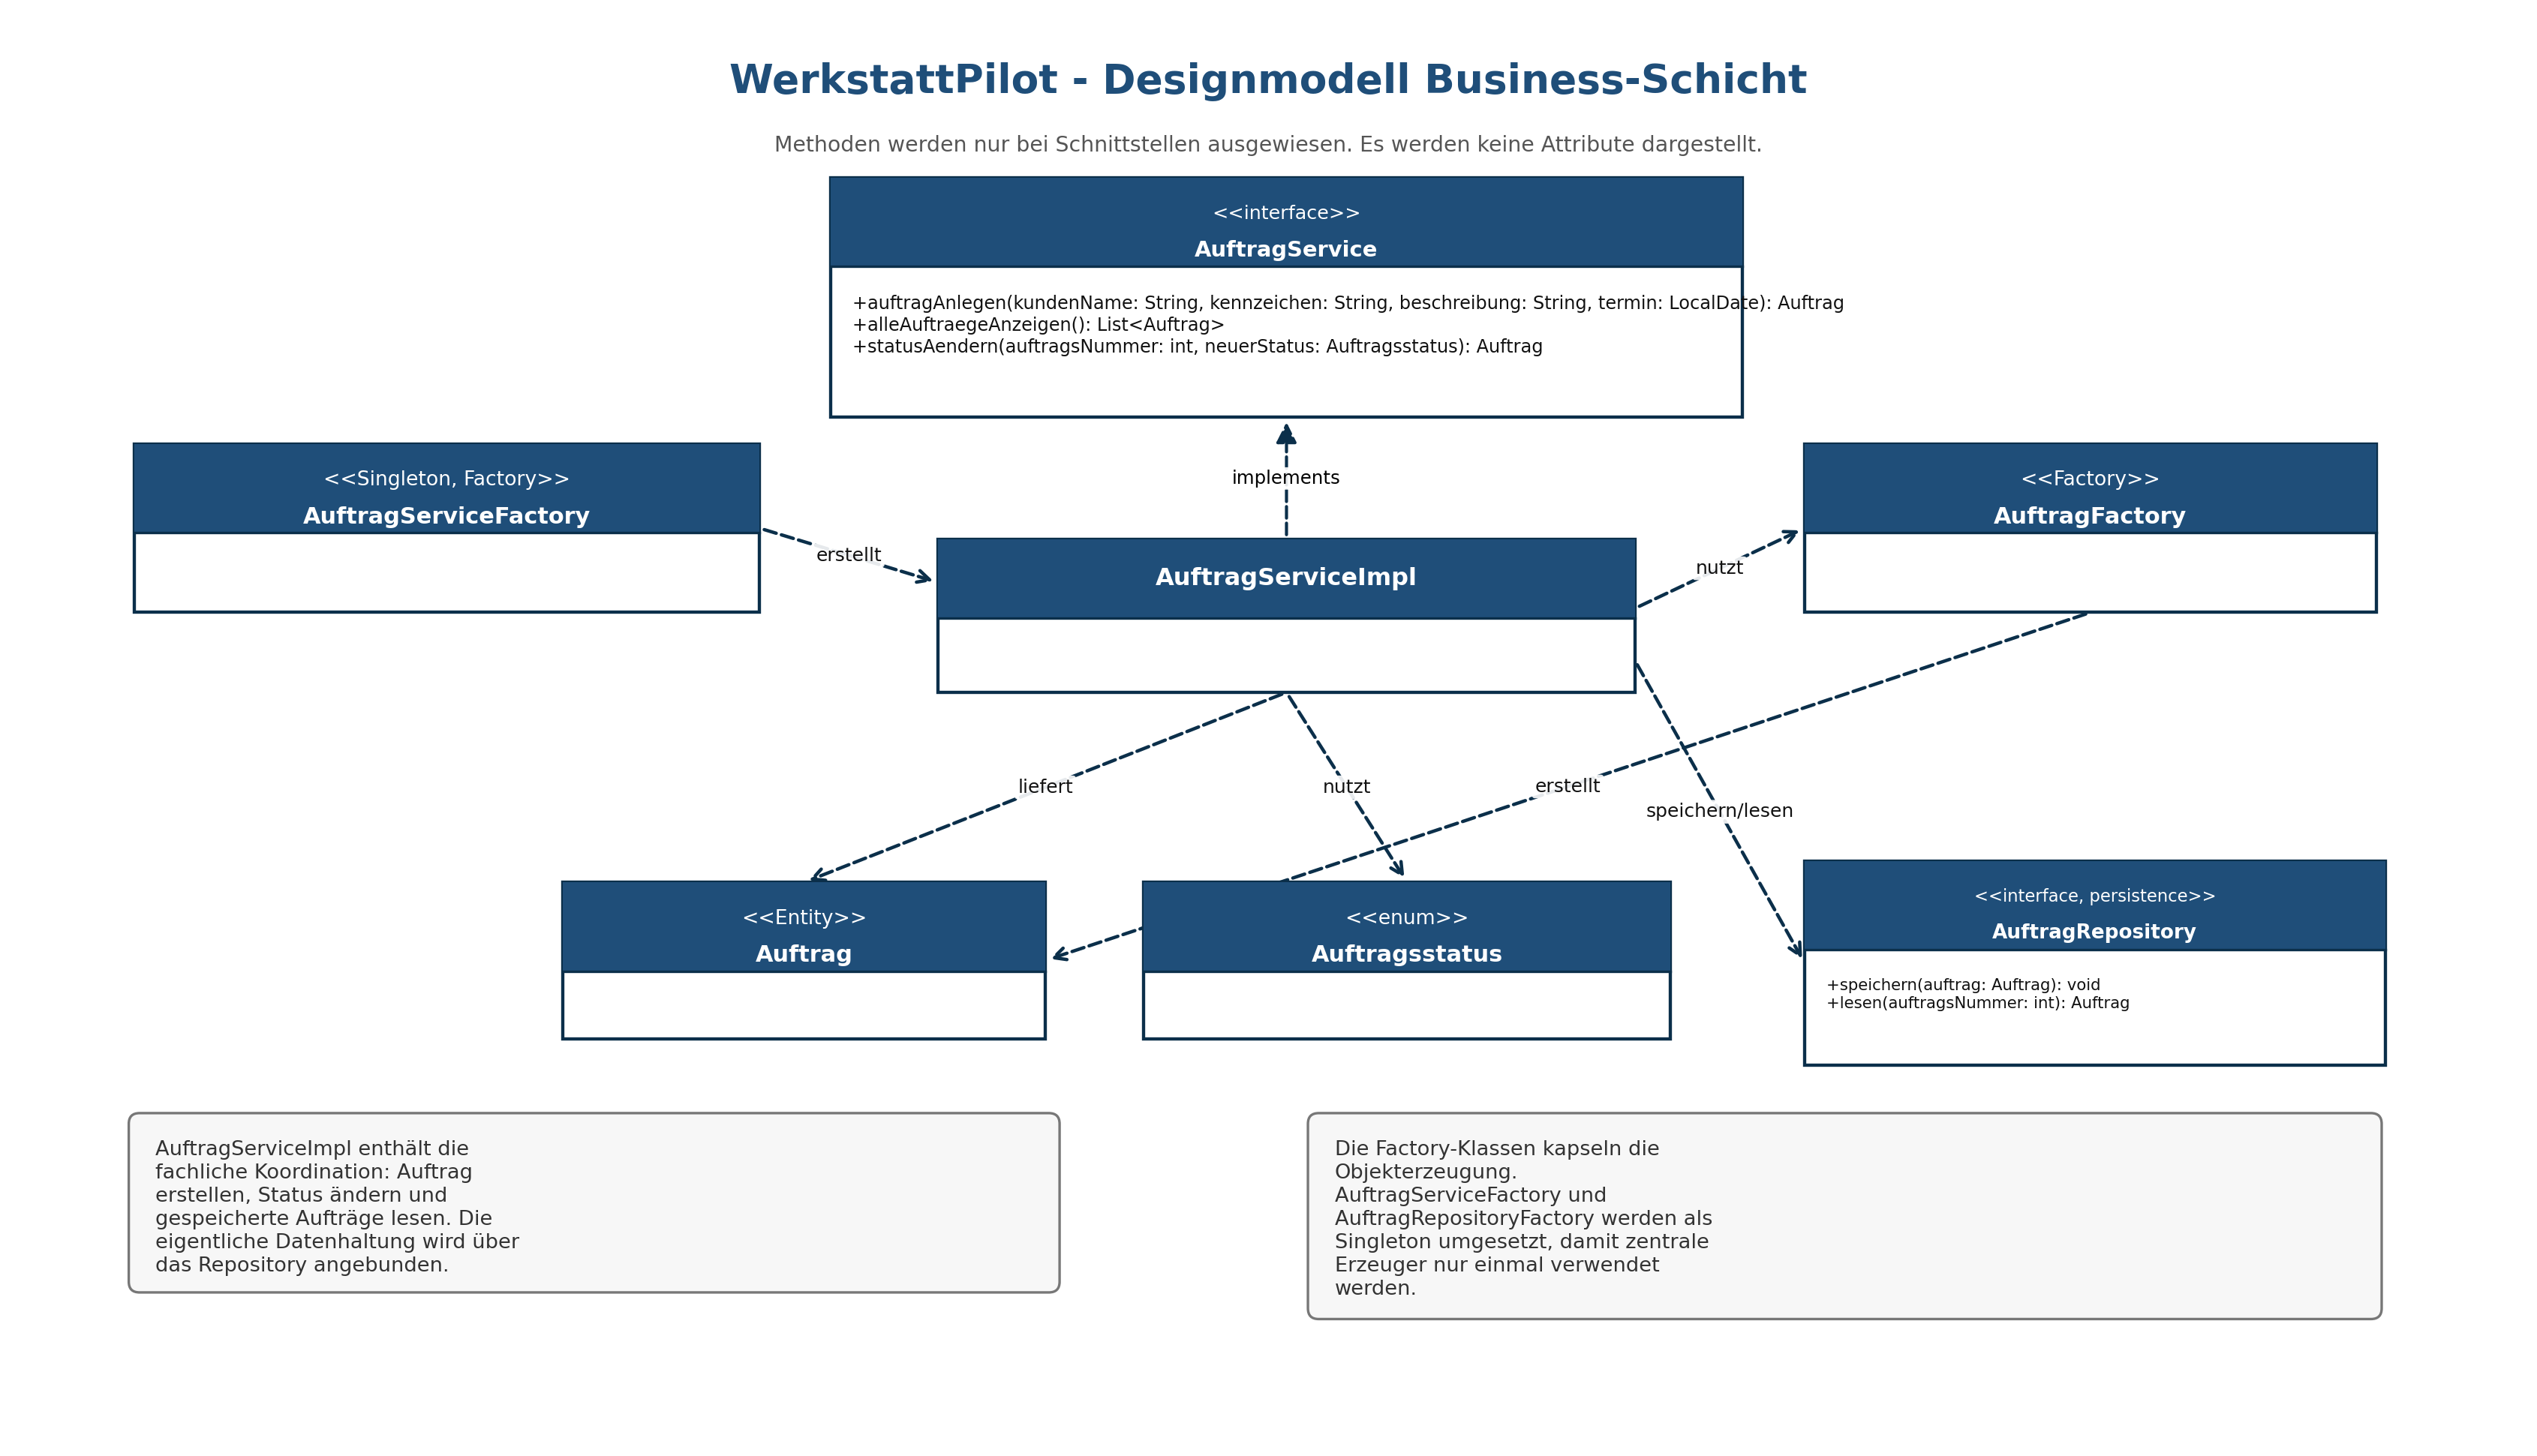 WerkstattPilot - Designmodell Business-Schicht
Methoden werden nur bei Schnittstellen ausgewiesen. Es werden keine Attribute dargestellt.
<<interface>>
AuftragService
+auftragAnlegen(kundenName: String, kennzeichen: String, beschreibung: String, termin: LocalDate): Auftrag
+alleAuftraegeAnzeigen(): List<Auftrag>
+statusAendern(auftragsNummer: int, neuerStatus: Auftragsstatus): Auftrag
<<Singleton, Factory>>
AuftragServiceFactory
implements
<<Factory>>
AuftragFactory
erstellt
AuftragServiceImpl
nutzt
liefert
nutzt
erstellt
speichern/lesen
<<Entity>>
Auftrag
<<enum>>
Auftragsstatus
<<interface, persistence>>
AuftragRepository
+speichern(auftrag: Auftrag): void
+lesen(auftragsNummer: int): Auftrag
AuftragServiceImpl enthält die
fachliche Koordination: Auftrag
erstellen, Status ändern und
gespeicherte Aufträge lesen. Die
eigentliche Datenhaltung wird über
das Repository angebunden.
Die Factory-Klassen kapseln die
Objekterzeugung.
AuftragServiceFactory und
AuftragRepositoryFactory werden als
Singleton umgesetzt, damit zentrale
Erzeuger nur einmal verwendet
werden.